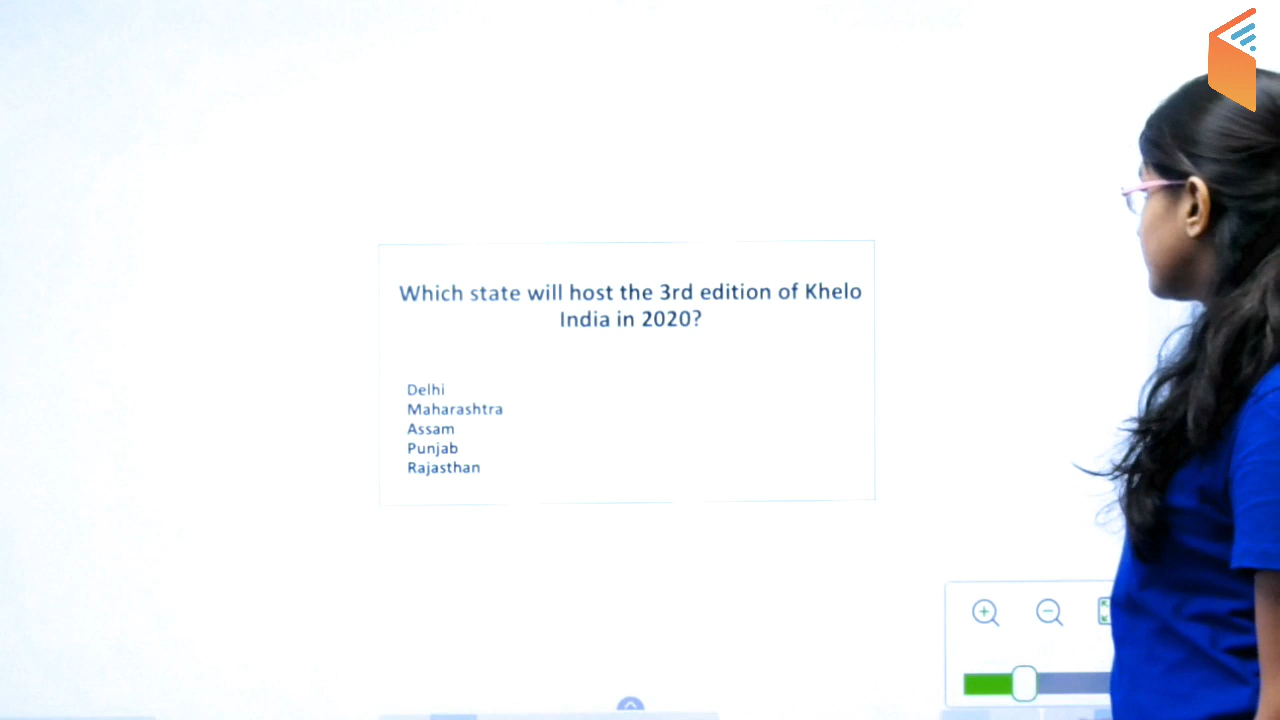 Which state will host the 3rd edition of Khelo
India in 2020?
Delhi
Maharashtra
Assam
Punjab
Rajasthan